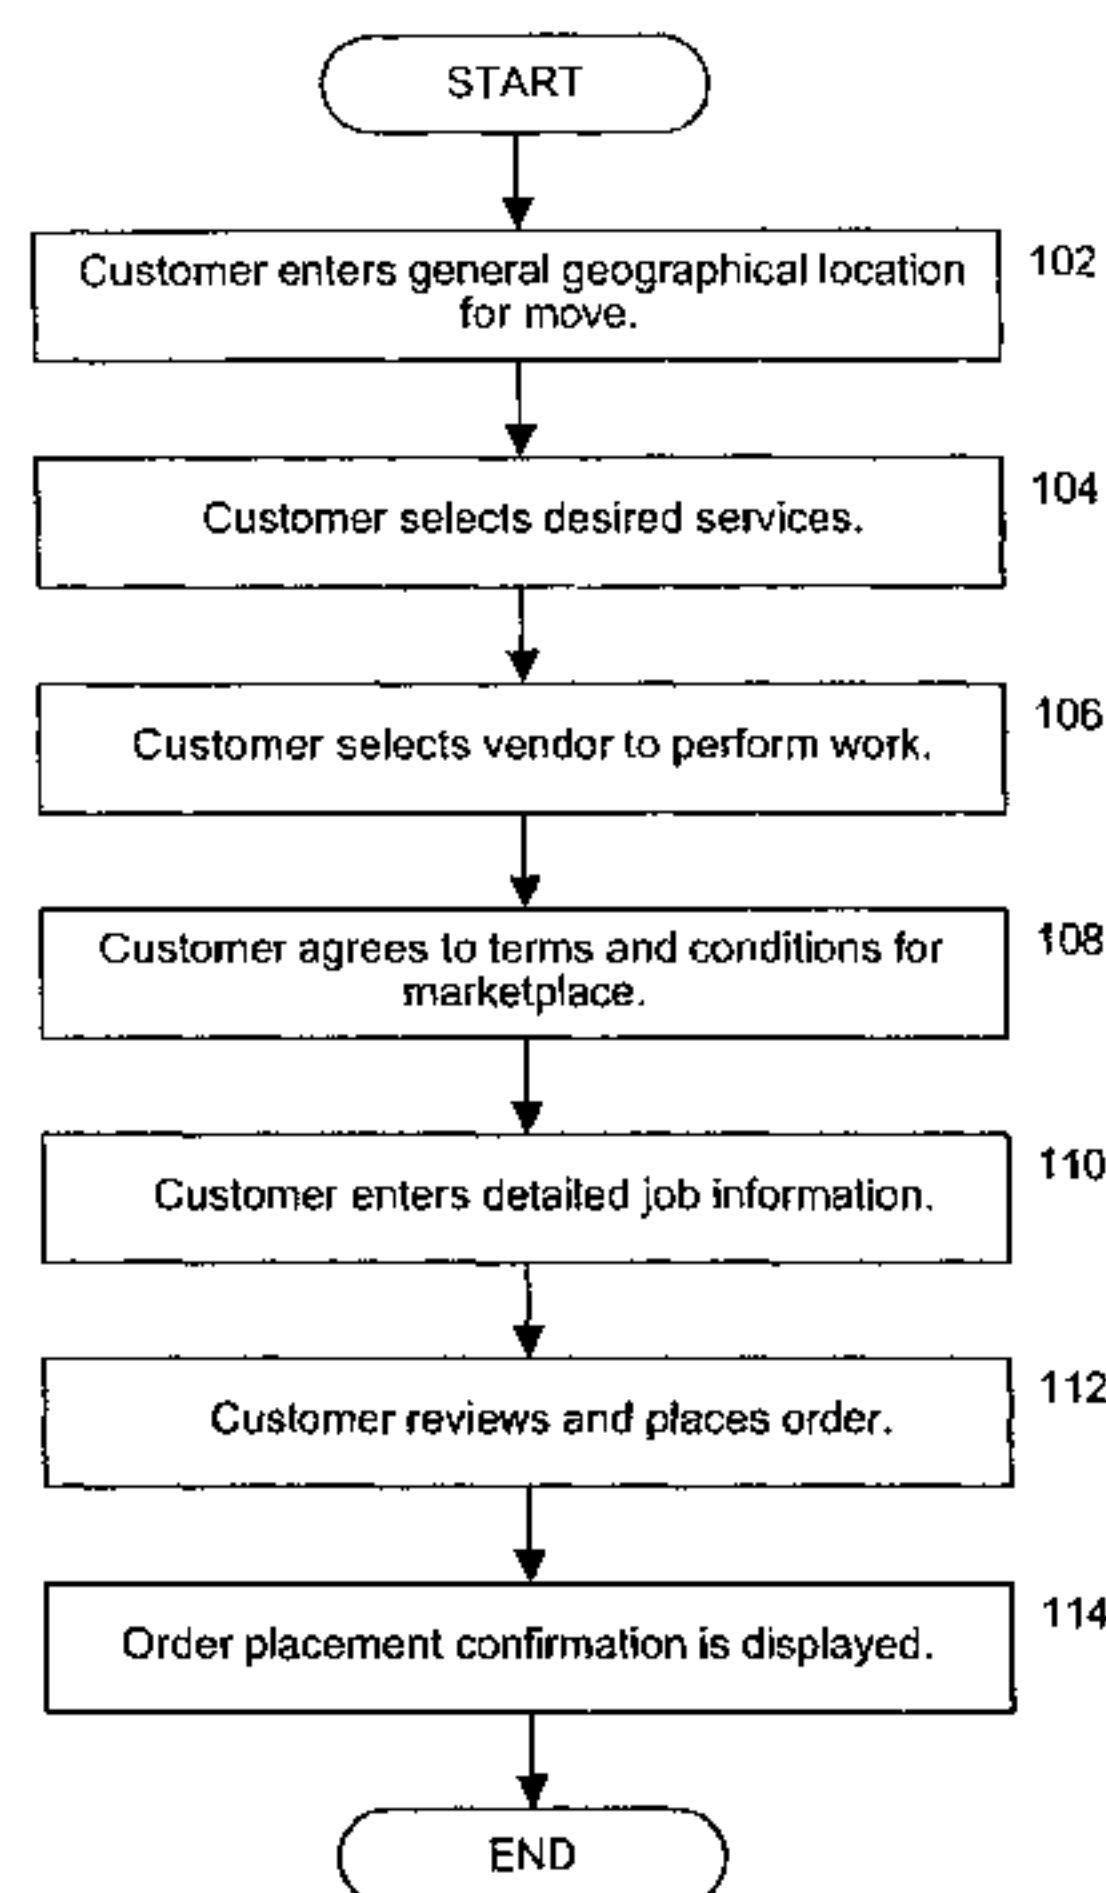 START
Customer enters general geographical location
for move.
102
Customer selects desired services.
104
Customer selects vendor to perform work.
106
Customer agrees to terms and conditions for
marketplace.
108
Customer enters detailed job information.
110
Customer reviews and places order.
112
Order placement confirmation is displayed.
114
END